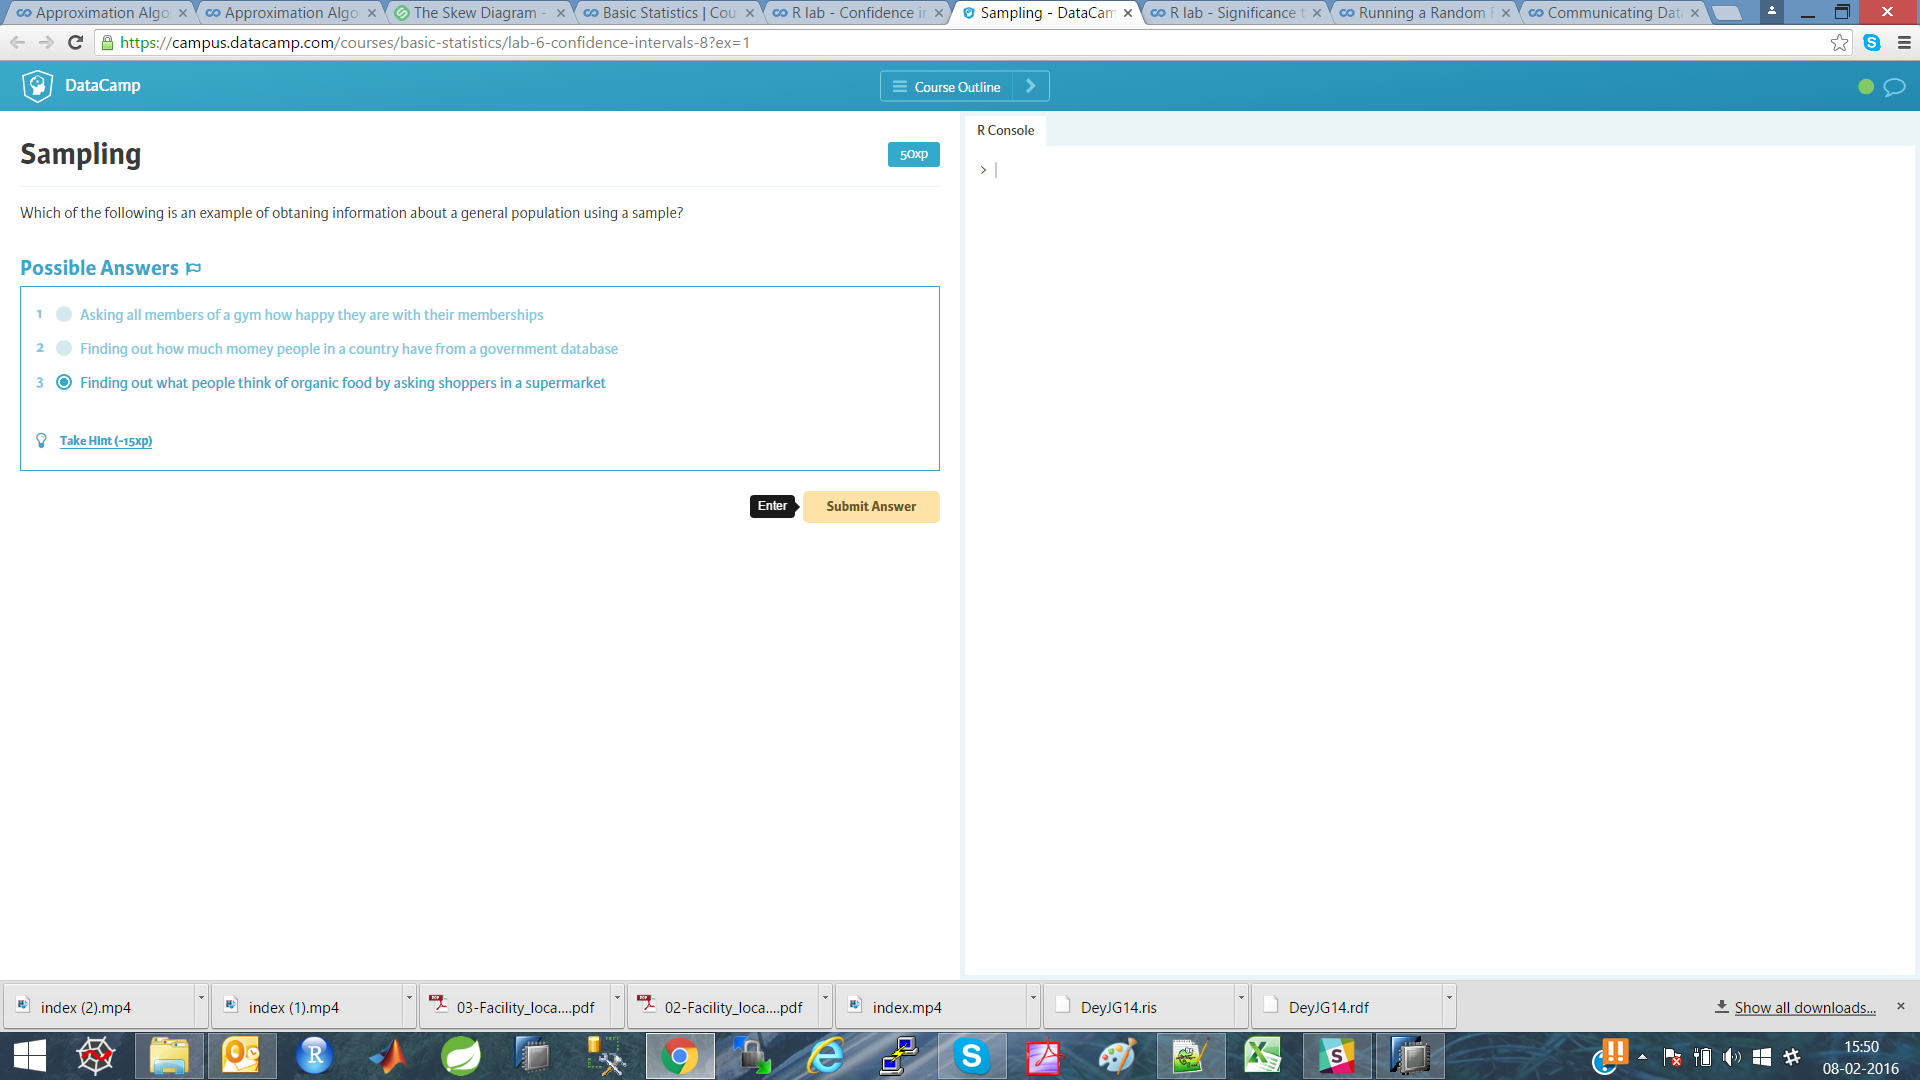 Approximation Algo
Approximation Algo
The Skew Diagram -
Basic Statistics | Cou
R lab - Confidence in
Sampling - DataCam
R lab - Significance t
Running a Random F
Communicating Data
https://campus.datacamp.com/courses/basic-statistics/lab-6-confidence-intervals-8?ex=1
DataCamp
Course Outline
Sampling
50xp
R Console
>
Which of the following is an example of obtaning information about a general population using a sample?
Possible Answers
1 Asking all members of a gym how happy they are with their memberships
2 Finding out how much momey people in a country have from a government database
3 Finding out what people think of organic food by asking shoppers in a supermarket
Take Hint (-15xp)
Enter
Submit Answer
index (2).mp4
index (1).mp4
03-Facility_loca....pdf
02-Facility_loca....pdf
index.mp4
DeyJG14.ris
DeyJG14.rdf
Show all downloads...
15:50
08-02-2016